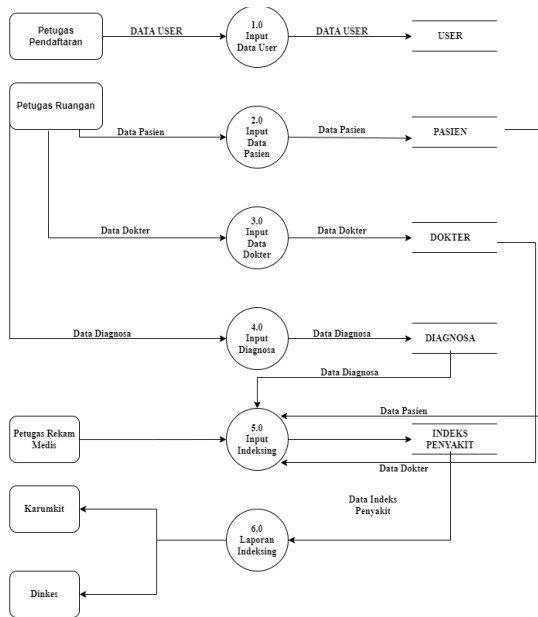 Petugas
Pendaftaran
DATA USER
1.0
Input
Data User
DATA USER
USER
Petugas Ruangan
Data Pasien
2.0
Input
Data
Pasien
Data Pasien
PASIEN
Data Dokter
3.0
Input
Data
Dokter
Data Dokter
DOKTER
Data Diagnosa
4.0
Input
Diagnosa
Data Diagnosa
DIAGNOSA
Data Diagnosa
Data Pasien
Petugas Rekam
Medis
5.0
Input
Indeksing
INDEKS
PENYAKIT
Data Dokter
Data Indeks
Penyakit
Karumkit
6.0
Laporan
Indeksing
Dinkes